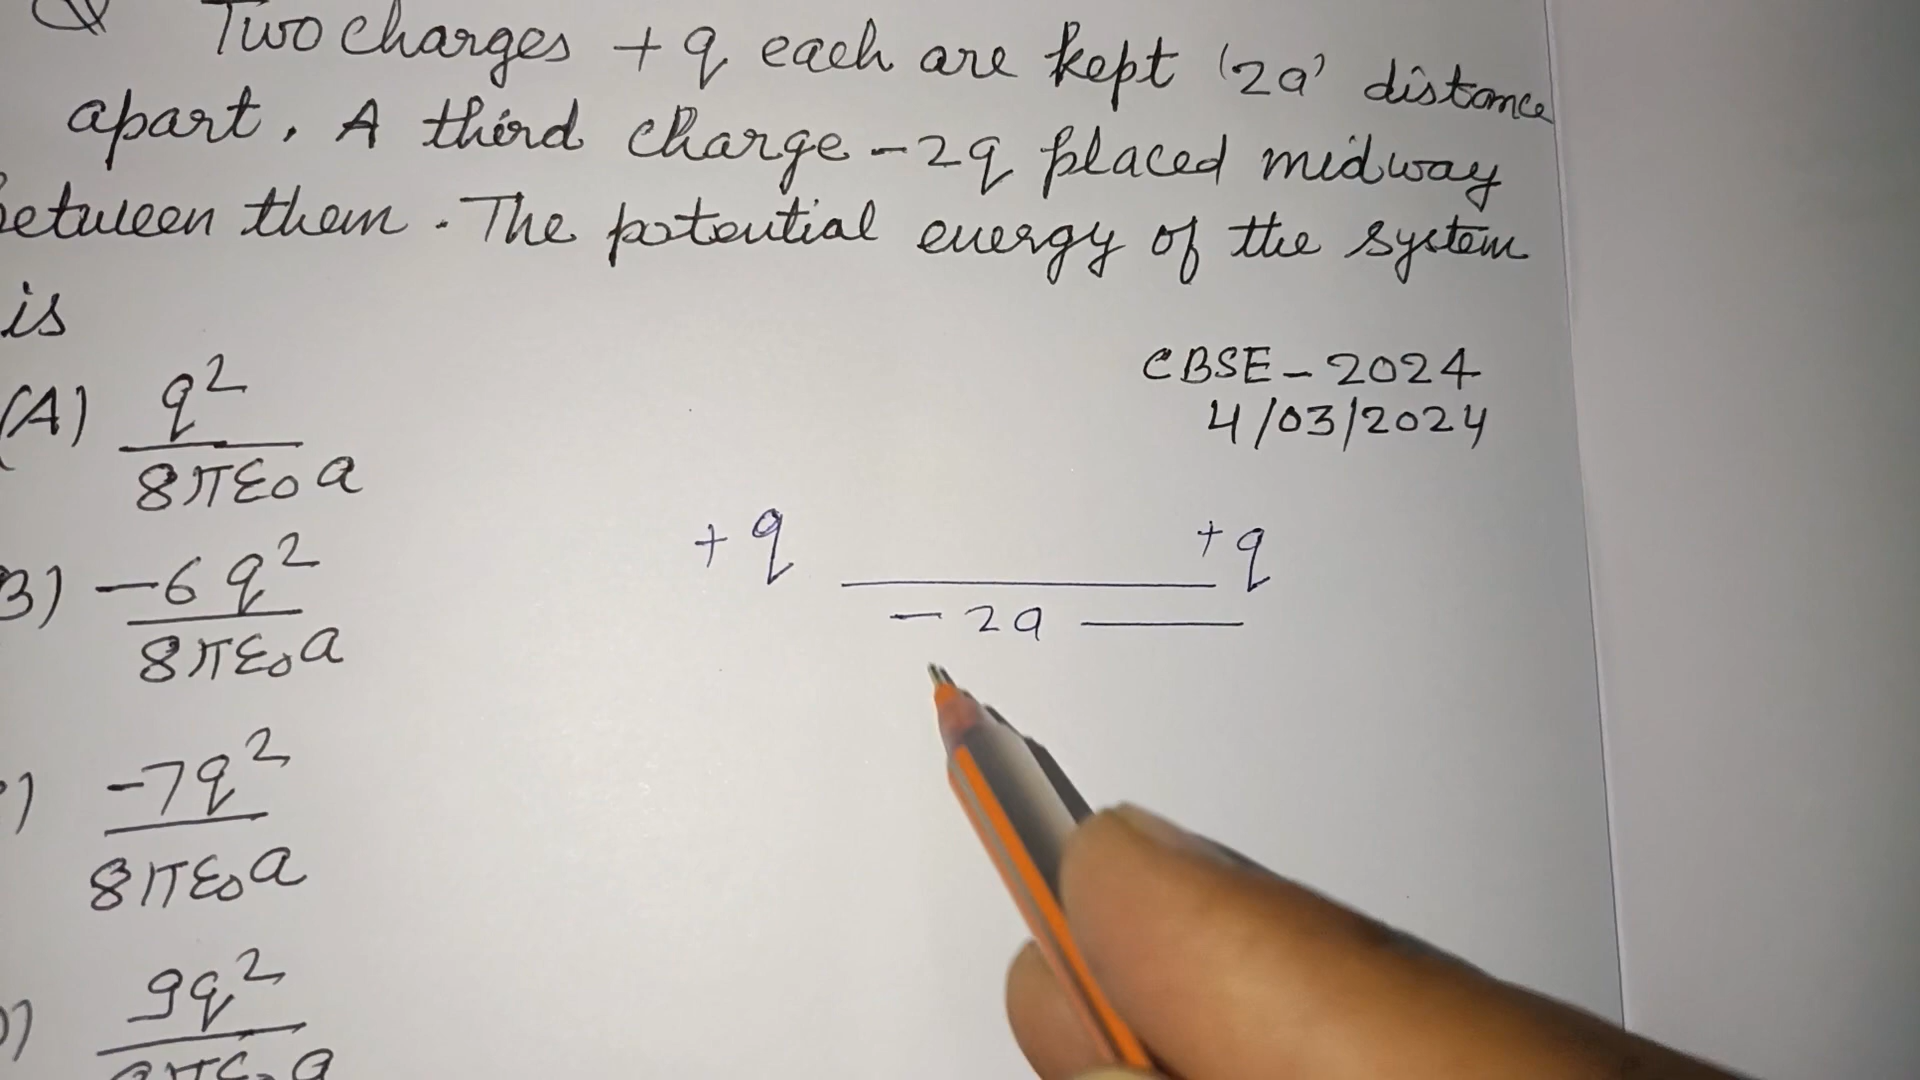 Q Two charges +q each are kept '2a' distance
apart. A third charge -2q placed midway
between them. The potential energy of the system
is
CBSE-2024
4/03/2024
(A) q²/8πε₀a
B) -6q²/8πε₀a
) -7q²/8πε₀a
) 9q²/8πε₀a
+q +q
- 2a